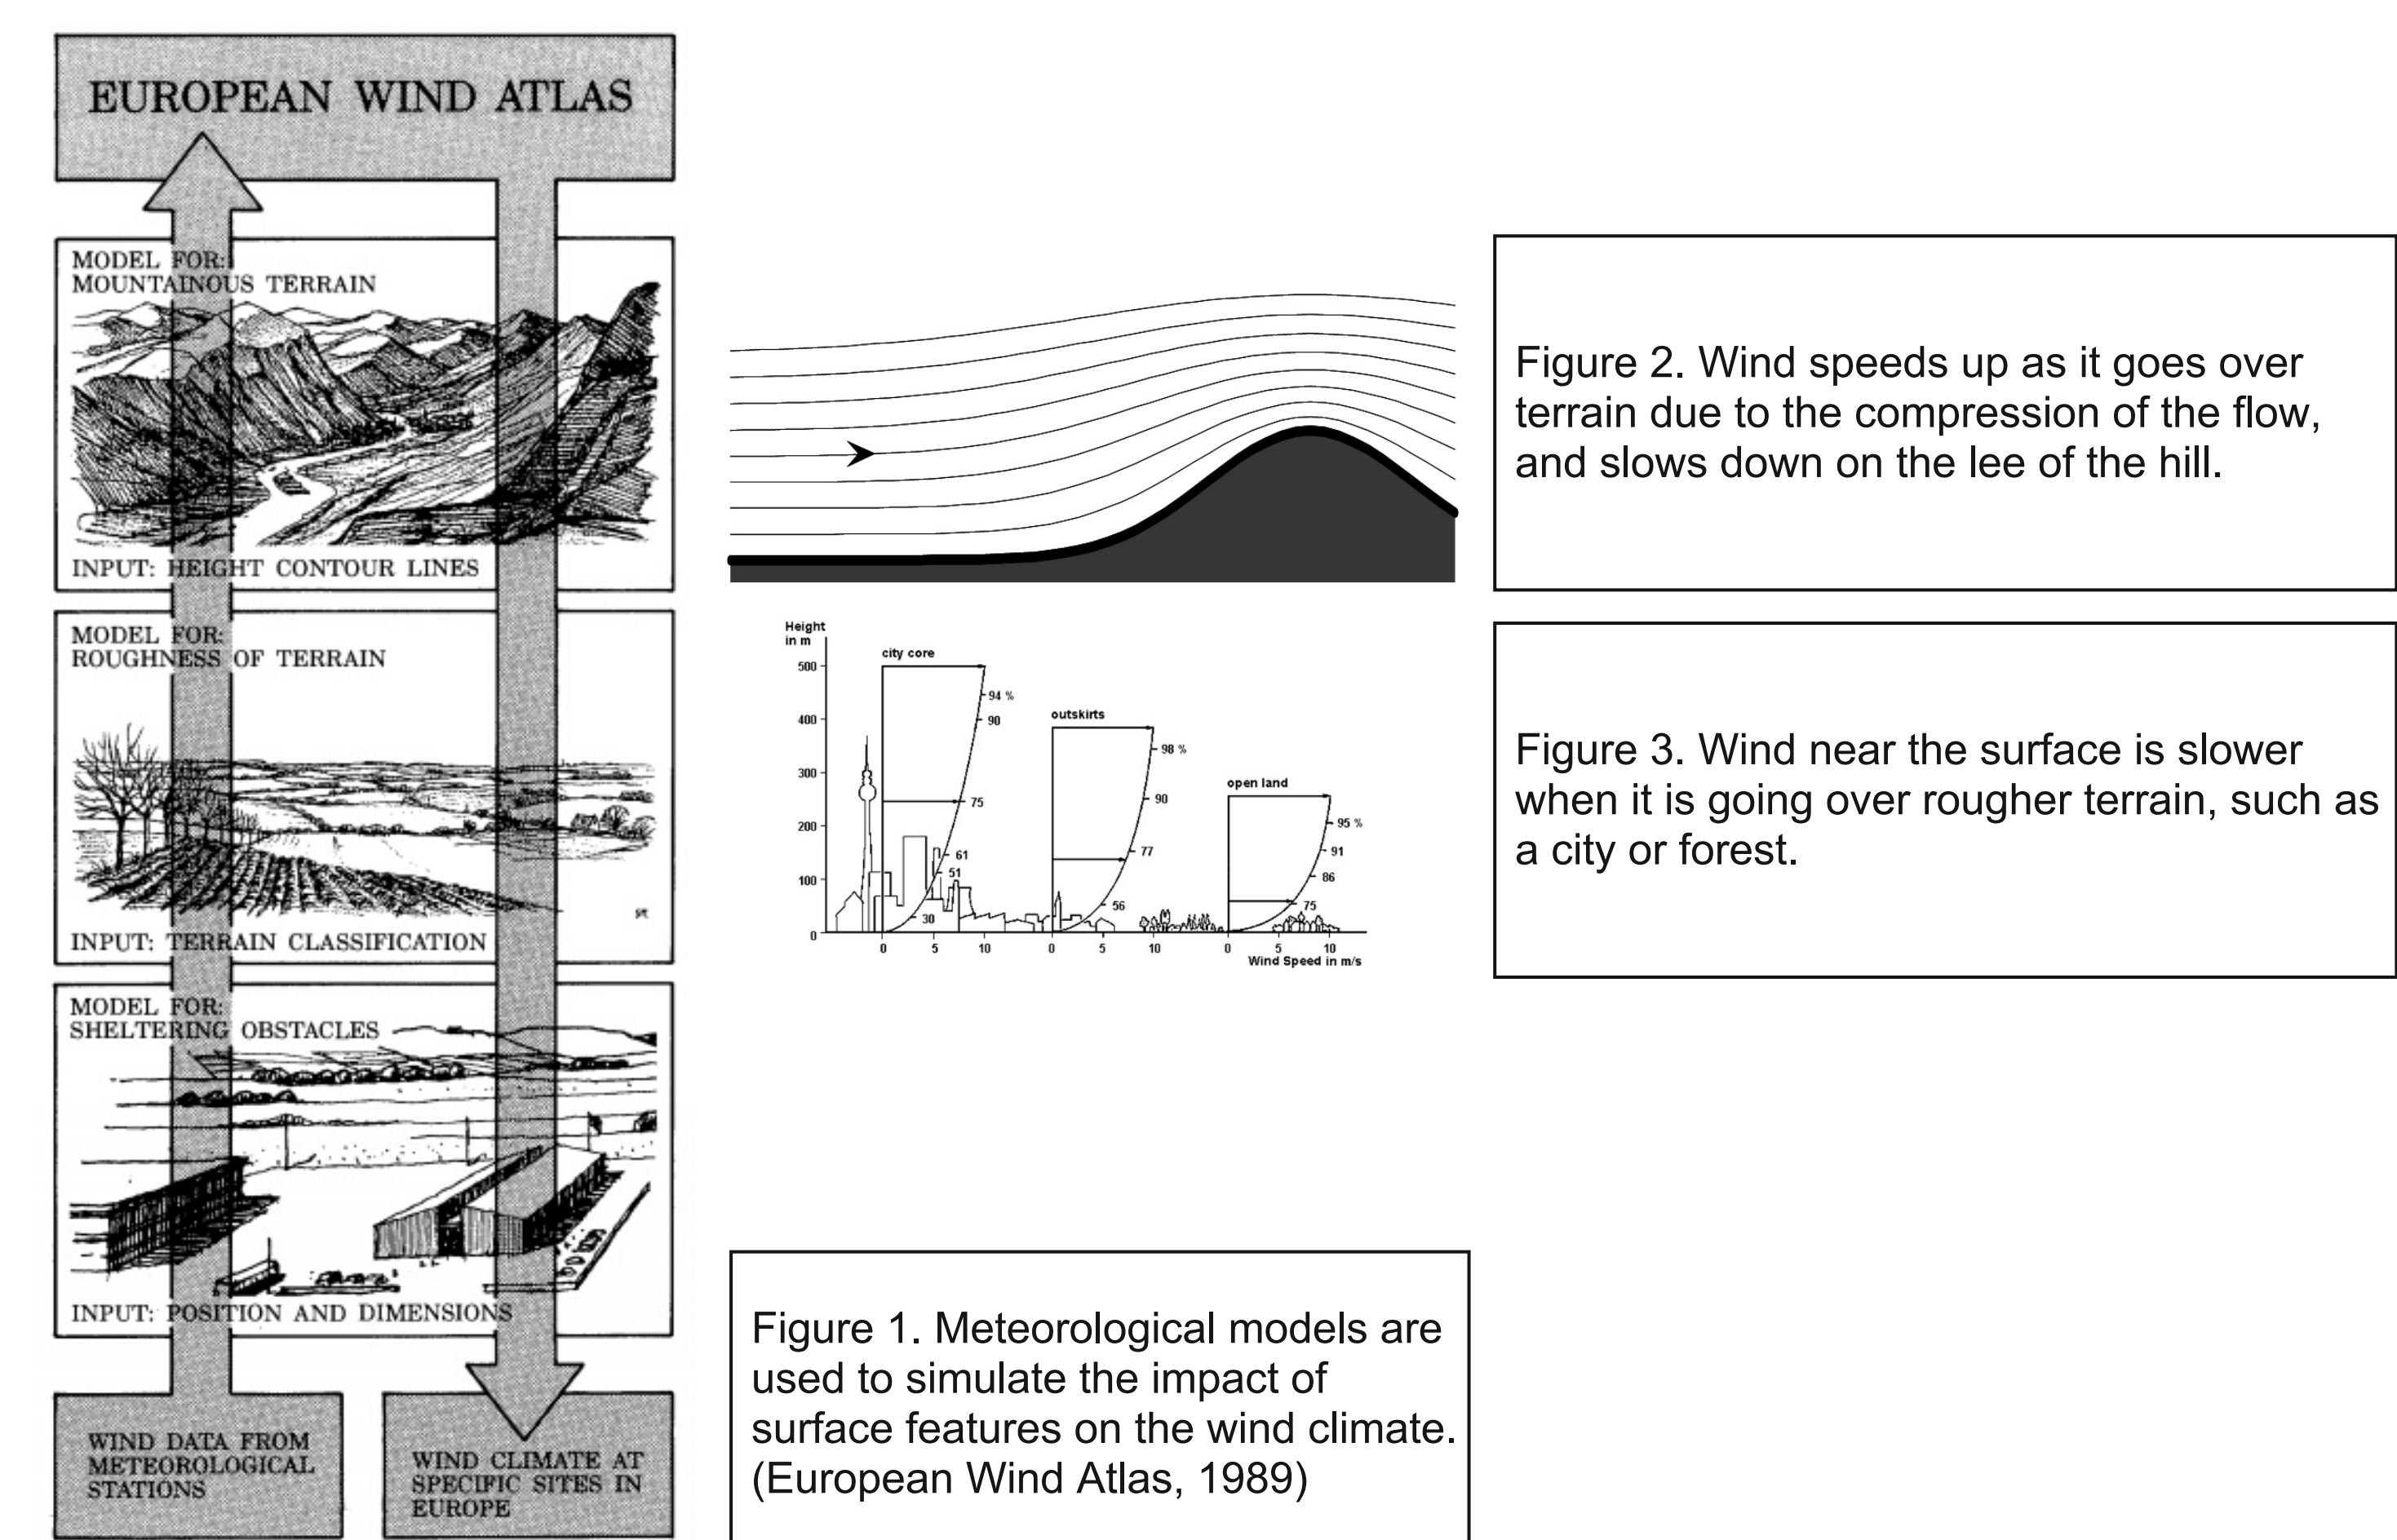 EUROPEAN WIND ATLAS
MODEL FOR:
MOUNTAINOUS TERRAIN
INPUT: HEIGHT CONTOUR LINES
MODEL FOR:
ROUGHNESS OF TERRAIN
INPUT: TERRAIN CLASSIFICATION
MODEL FOR:
SHELTERING OBSTACLES
INPUT: POSITION AND DIMENSIONS
WIND DATA FROM
METEOROLOGICAL
STATIONS
WIND CLIMATE AT
SPECIFIC SITES IN
EUROPE
Figure 2. Wind speeds up as it goes over
terrain due to the compression of the flow,
and slows down on the lee of the hill.
Height
in m
500
400
300
200
100
0
city core
94 %
90
75
61
51
30
outskirts
98 %
90
77
56
open land
95 %
91
86
75
0 5 10 0 5 10 0 5 10
Wind Speed in m/s
Figure 3. Wind near the surface is slower
when it is going over rougher terrain, such as
a city or forest.
Figure 1. Meteorological models are
used to simulate the impact of
surface features on the wind climate.
(European Wind Atlas, 1989)